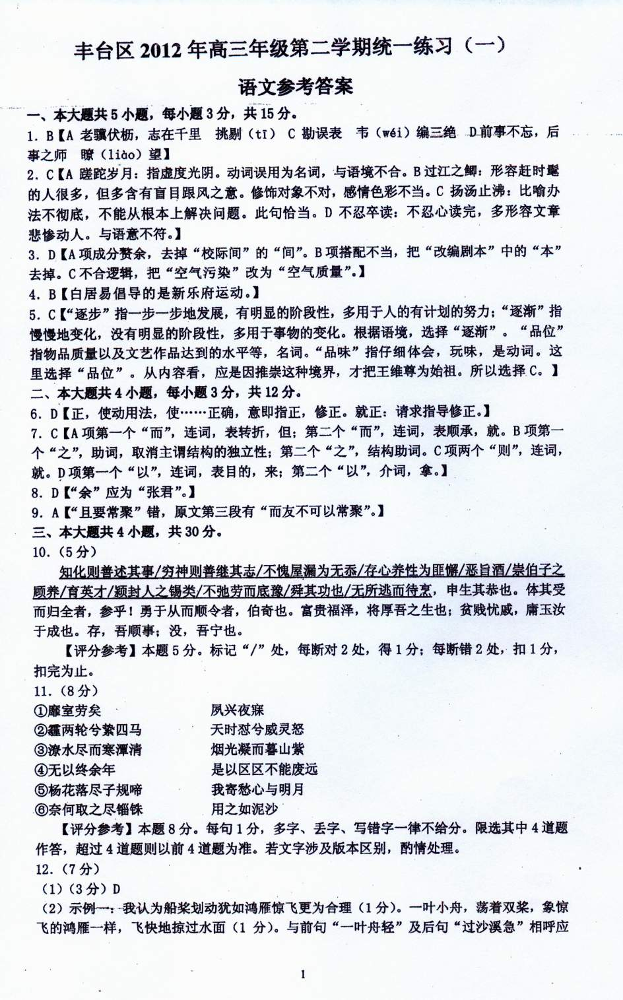 丰台区 2012 年高三年级第二学期统一练习（一）
语文参考答案
一、本大题共 5 小题，每小题 3 分，共 15 分。
1．B【A 老骥伏枥，志在千里　挑剔（tī） C 勘误表　韦（wéi）编三绝　D 前事不忘，后
事之师　瞭（liào）望】
2．C【A 蹉跎岁月：指虚度光阴。动词误用为名词，与语境不合。B 过江之鲫：形容赶时髦
的人很多，但多含有盲目跟风之意。修饰对象不对，感情色彩不当。C 扬汤止沸：比喻办
法不彻底，不能从根本上解决问题。此句恰当。D 不忍卒读：不忍心读完，多形容文章
悲惨动人。与语意不符。】
3．D【A 项成分赘余，去掉“校际间”的“间”。B 项搭配不当，把“改编剧本”中的“本”
去掉。C 不合逻辑，把“空气污染”改为“空气质量”。】
4．B【白居易倡导的是新乐府运动。】
5．C【“逐步”指一步一步地发展，有明显的阶段性，多用于人的有计划的努力；“逐渐”指
慢慢地变化，没有明显的阶段性，多用于事物的变化。根据语境，选择“逐渐”。“品位”
指物品质量以及文艺作品达到的水平等，名词。“品味”指仔细体会，玩味，是动词。这
里选择“品位”。从内容看，应是因推崇这种境界，才把王维尊为始祖。所以选择 C。】
二、本大题共 4 小题，每小题 3 分，共 12 分。
6．D【正，使动用法，使……正确，意即指正，修正。就正：请求指导修正。】
7．C【A 项第一个“而”，连词，表转折，但；第二个“而”，连词，表顺承，就。B 项第一
个“之”，助词，取消主谓结构的独立性；第二个“之”，结构助词。C 项两个“则”，连词，
就。D 项第一个“以”，连词，表目的，来；第二个“以”，介词，拿。】
8．D【“余”应为“张君”。】
9．A【“且要常聚”错，原文第三段有“而友不可以常聚”。】
三、本大题共 4 小题，共 30 分。
10．（5 分）
知化则善述其事/穷神则善继其志/不愧屋漏为无忝/存心养性为匪懈/恶旨酒/崇伯子之
顾养/育英才/颍封人之锡类/不弛劳而底豫/舜其功也/无所逃而待烹，申生其恭也。体其受
而归全者，参乎！勇于从而顺令者，伯奇也。富贵福泽，将厚吾之生也；贫贱忧戚，庸玉汝
于成也。存，吾顺事；没，吾宁也。
【评分参考】本题 5 分。标记“/”处，每断对 2 处，得 1 分；每断错 2 处，扣 1 分，
扣完为止。
11．（8 分）
①靡室劳矣　　夙兴夜寐
②霾两轮兮絷四马　　天时怼兮威灵怒
③潦水尽而寒潭清　　烟光凝而暮山紫
④无以终余年　　是以区区不能废远
⑤杨花落尽子规啼　　我寄愁心与明月
⑥奈何取之尽锱铢　　用之如泥沙
【评分参考】本题 8 分。每句 1 分，多字、丢字、写错字一律不给分。限选其中 4 道题
作答，超过 4 道题则以前 4 道题为准。若文字涉及版本区别，酌情处理。
12．（7 分）
（1）（3 分）D
（2）示例一：我认为船桨划动犹如鸿雁惊飞更为合理（1 分）。一叶小舟，荡着双桨，象惊
飞的鸿雁一样，飞快地掠过水面（1 分）。与前句“一叶舟轻”及后句“过沙溪急”相呼应
1